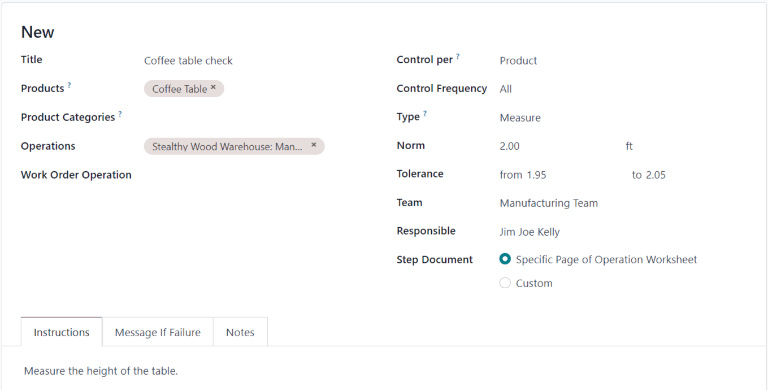 New
Title Coffee table check
Products ? Coffee Table ×
Product Categories ?
Operations Stealthy Wood Warehouse: Man... ×
Work Order Operation
Control per ? Product
Control Frequency All
Type ? Measure
Norm 2.00 ft
Tolerance from 1.95 to 2.05
Team Manufacturing Team
Responsible Jim Joe Kelly
Step Document Specific Page of Operation Worksheet
Custom
Instructions Message If Failure Notes
Measure the height of the table.